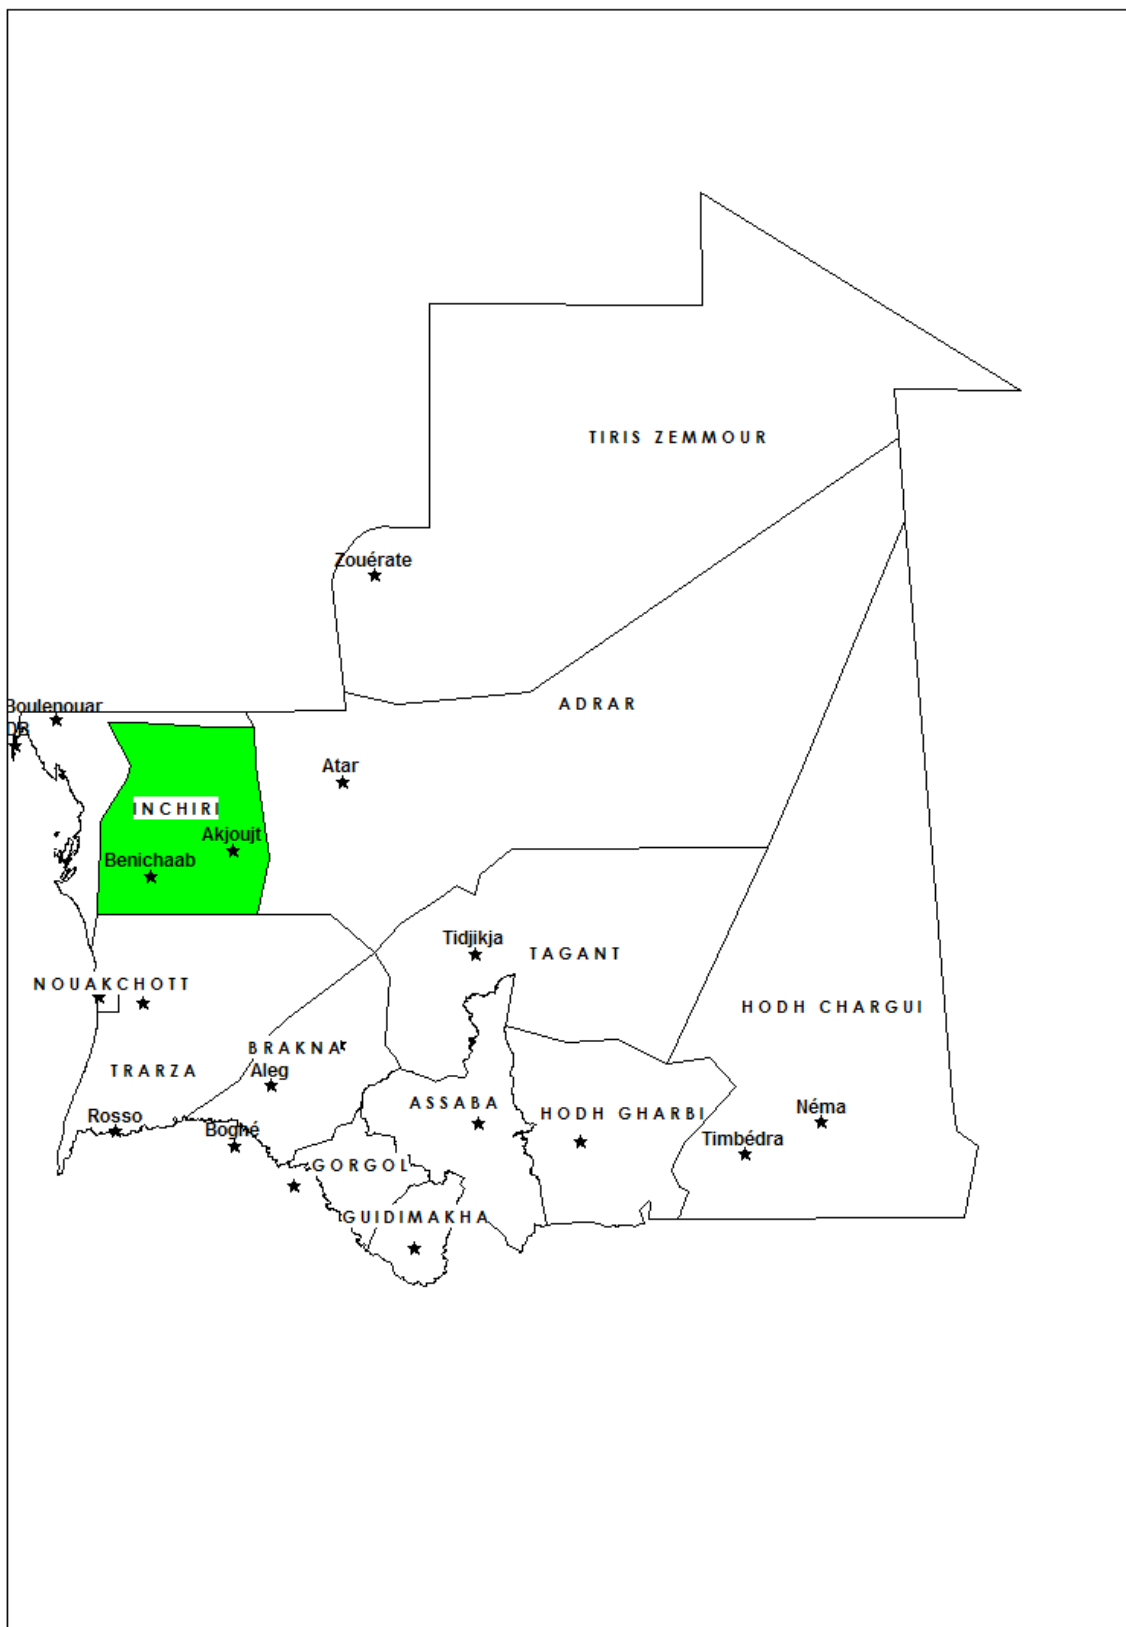 TIRIS ZEMMOUR
Zouérate
ADRAR
Boulenouar
Atar
INCHIRI
Akjoujt
Benichaab
Tidjikja
TAGANT
NOUAKCHOTT
HODH CHARGUI
BRAKNA
TRARZA
Aleg
ASSABA
HODH GHARBI
Néma
Rosso
Boghé
Timbédra
GORGOL
GUIDIMAKHA